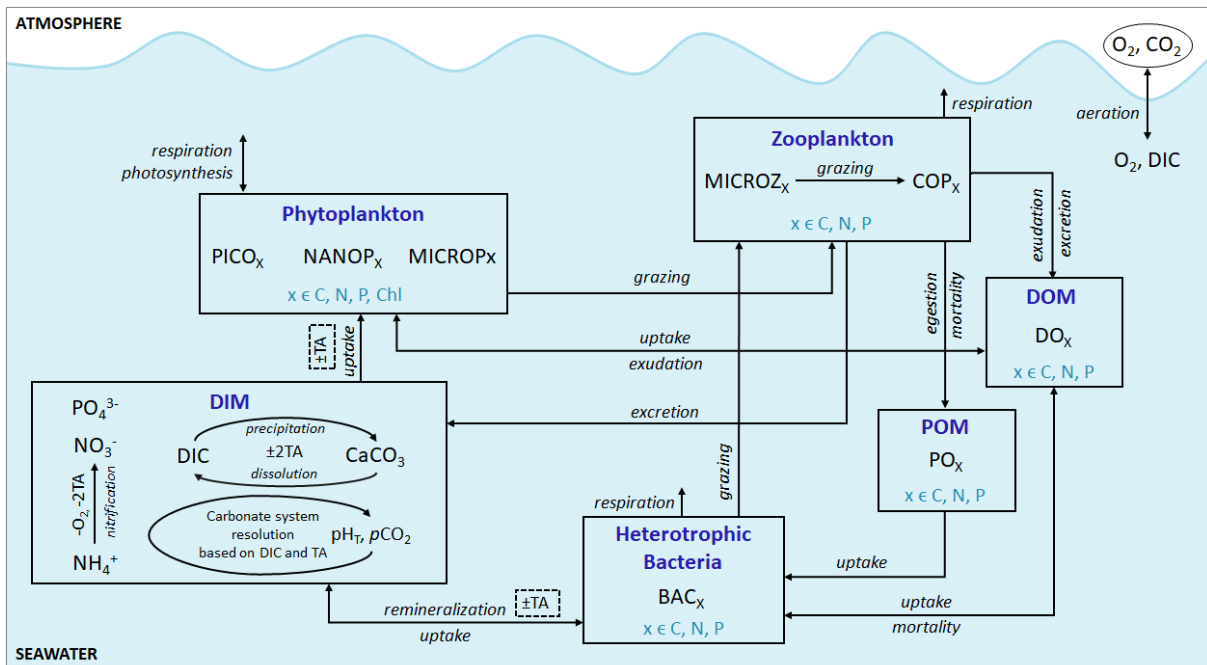 ATMOSPHERE
O₂, CO₂
aeration
O₂, DIC
respiration
photosynthesis
respiration
Zooplankton
MICROZX
grazing
COPX
x ϵ C, N, P
Phytoplankton
PICOX
NANOPX
MICROPx
x ϵ C, N, P, Chl
grazing
exudation
excretion
egestion
mortality
DOM
DOX
x ϵ C, N, P
±TA
uptake
uptake
exudation
DIM
PO₄³⁻
NO₃⁻
-O₂, -2TA
nitrification
NH₄⁺
precipitation
DIC
±2TA
CaCO₃
dissolution
Carbonate system
resolution
based on DIC and TA
pHT, pCO₂
excretion
grazing
POM
POX
x ϵ C, N, P
respiration
Heterotrophic
Bacteria
BACX
x ϵ C, N, P
uptake
uptake
mortality
remineralization
±TA
uptake
SEAWATER